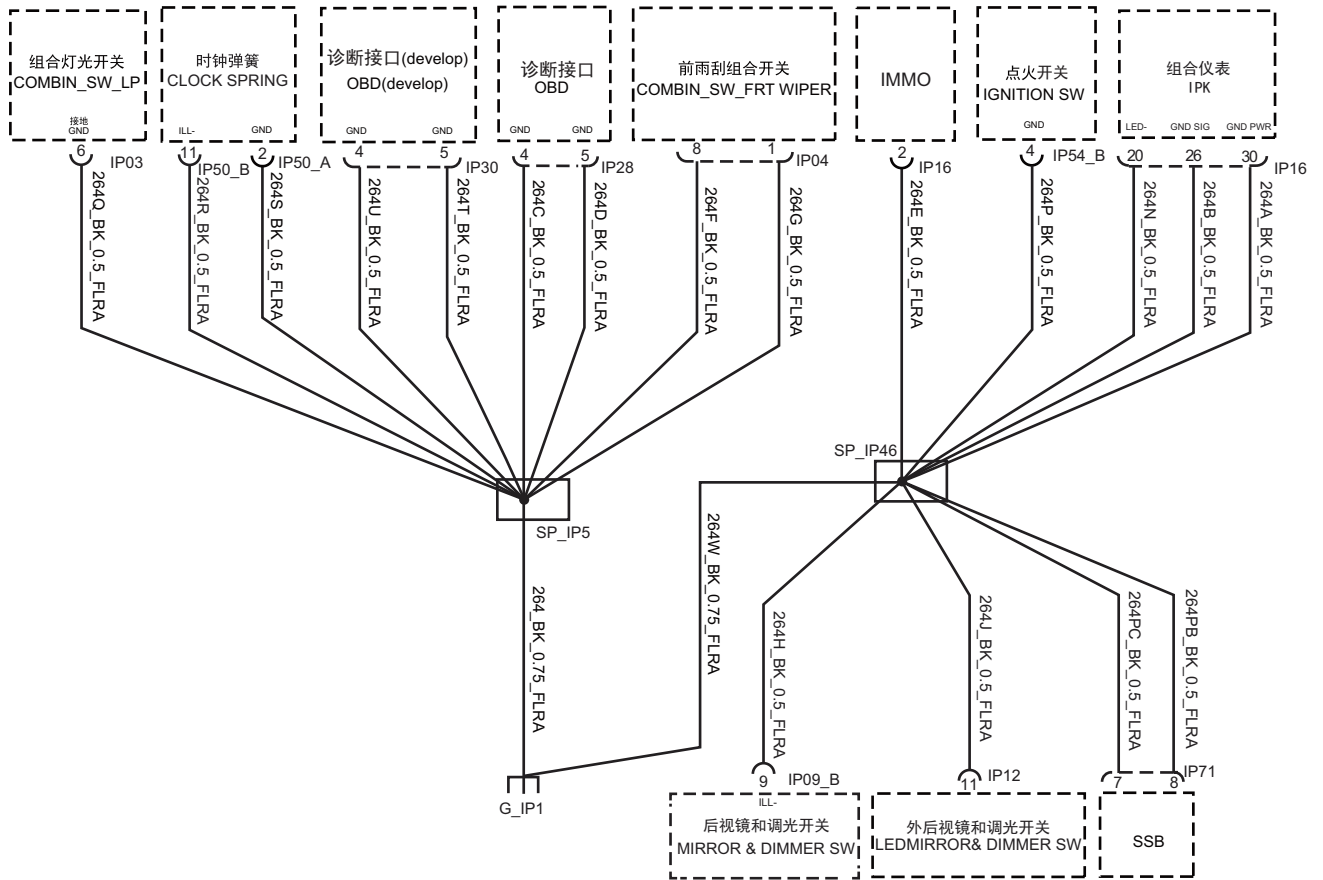 组合灯光开关
COMBIN_SW_LP
接地
GND
6
IP03
时钟弹簧
CLOCK SPRING
ILL-
GND
11
IP50_B
2
IP50_A
诊断接口(develop)
OBD(develop)
GND
GND
4
5
IP30
诊断接口
OBD
GND
GND
4
5
IP28
前雨刮组合开关
COMBIN_SW_FRT WIPER
8
1
IP04
IMMO
2
IP16
点火开关
IGNITION SW
GND
4
IP54_B
组合仪表
IPK
LED-
GND SIG
GND PWR
20
26
30
IP16
264Q_BK_0.5_FLRA
264R_BK_0.5_FLRA
264S_BK_0.5_FLRA
264U_BK_0.5_FLRA
264T_BK_0.5_FLRA
264C_BK_0.5_FLRA
264D_BK_0.5_FLRA
264F_BK_0.5_FLRA
264G_BK_0.5_FLRA
264E_BK_0.5_FLRA
264P_BK_0.5_FLRA
264N_BK_0.5_FLRA
264B_BK_0.5_FLRA
264A_BK_0.5_FLRA
SP_IP46
SP_IP5
264_BK_0.75_FLRA
264W_BK_0.75_FLRA
264H_BK_0.5_FLRA
264J_BK_0.5_FLRA
264PC_BK_0.5_FLRA
264PB_BK_0.5_FLRA
G_IP1
9
IP09_B
ILL-
后视镜和调光开关
MIRROR & DIMMER SW
11
IP12
外后视镜和调光开关
LEDMIRROR& DIMMER SW
7
8
IP71
SSB